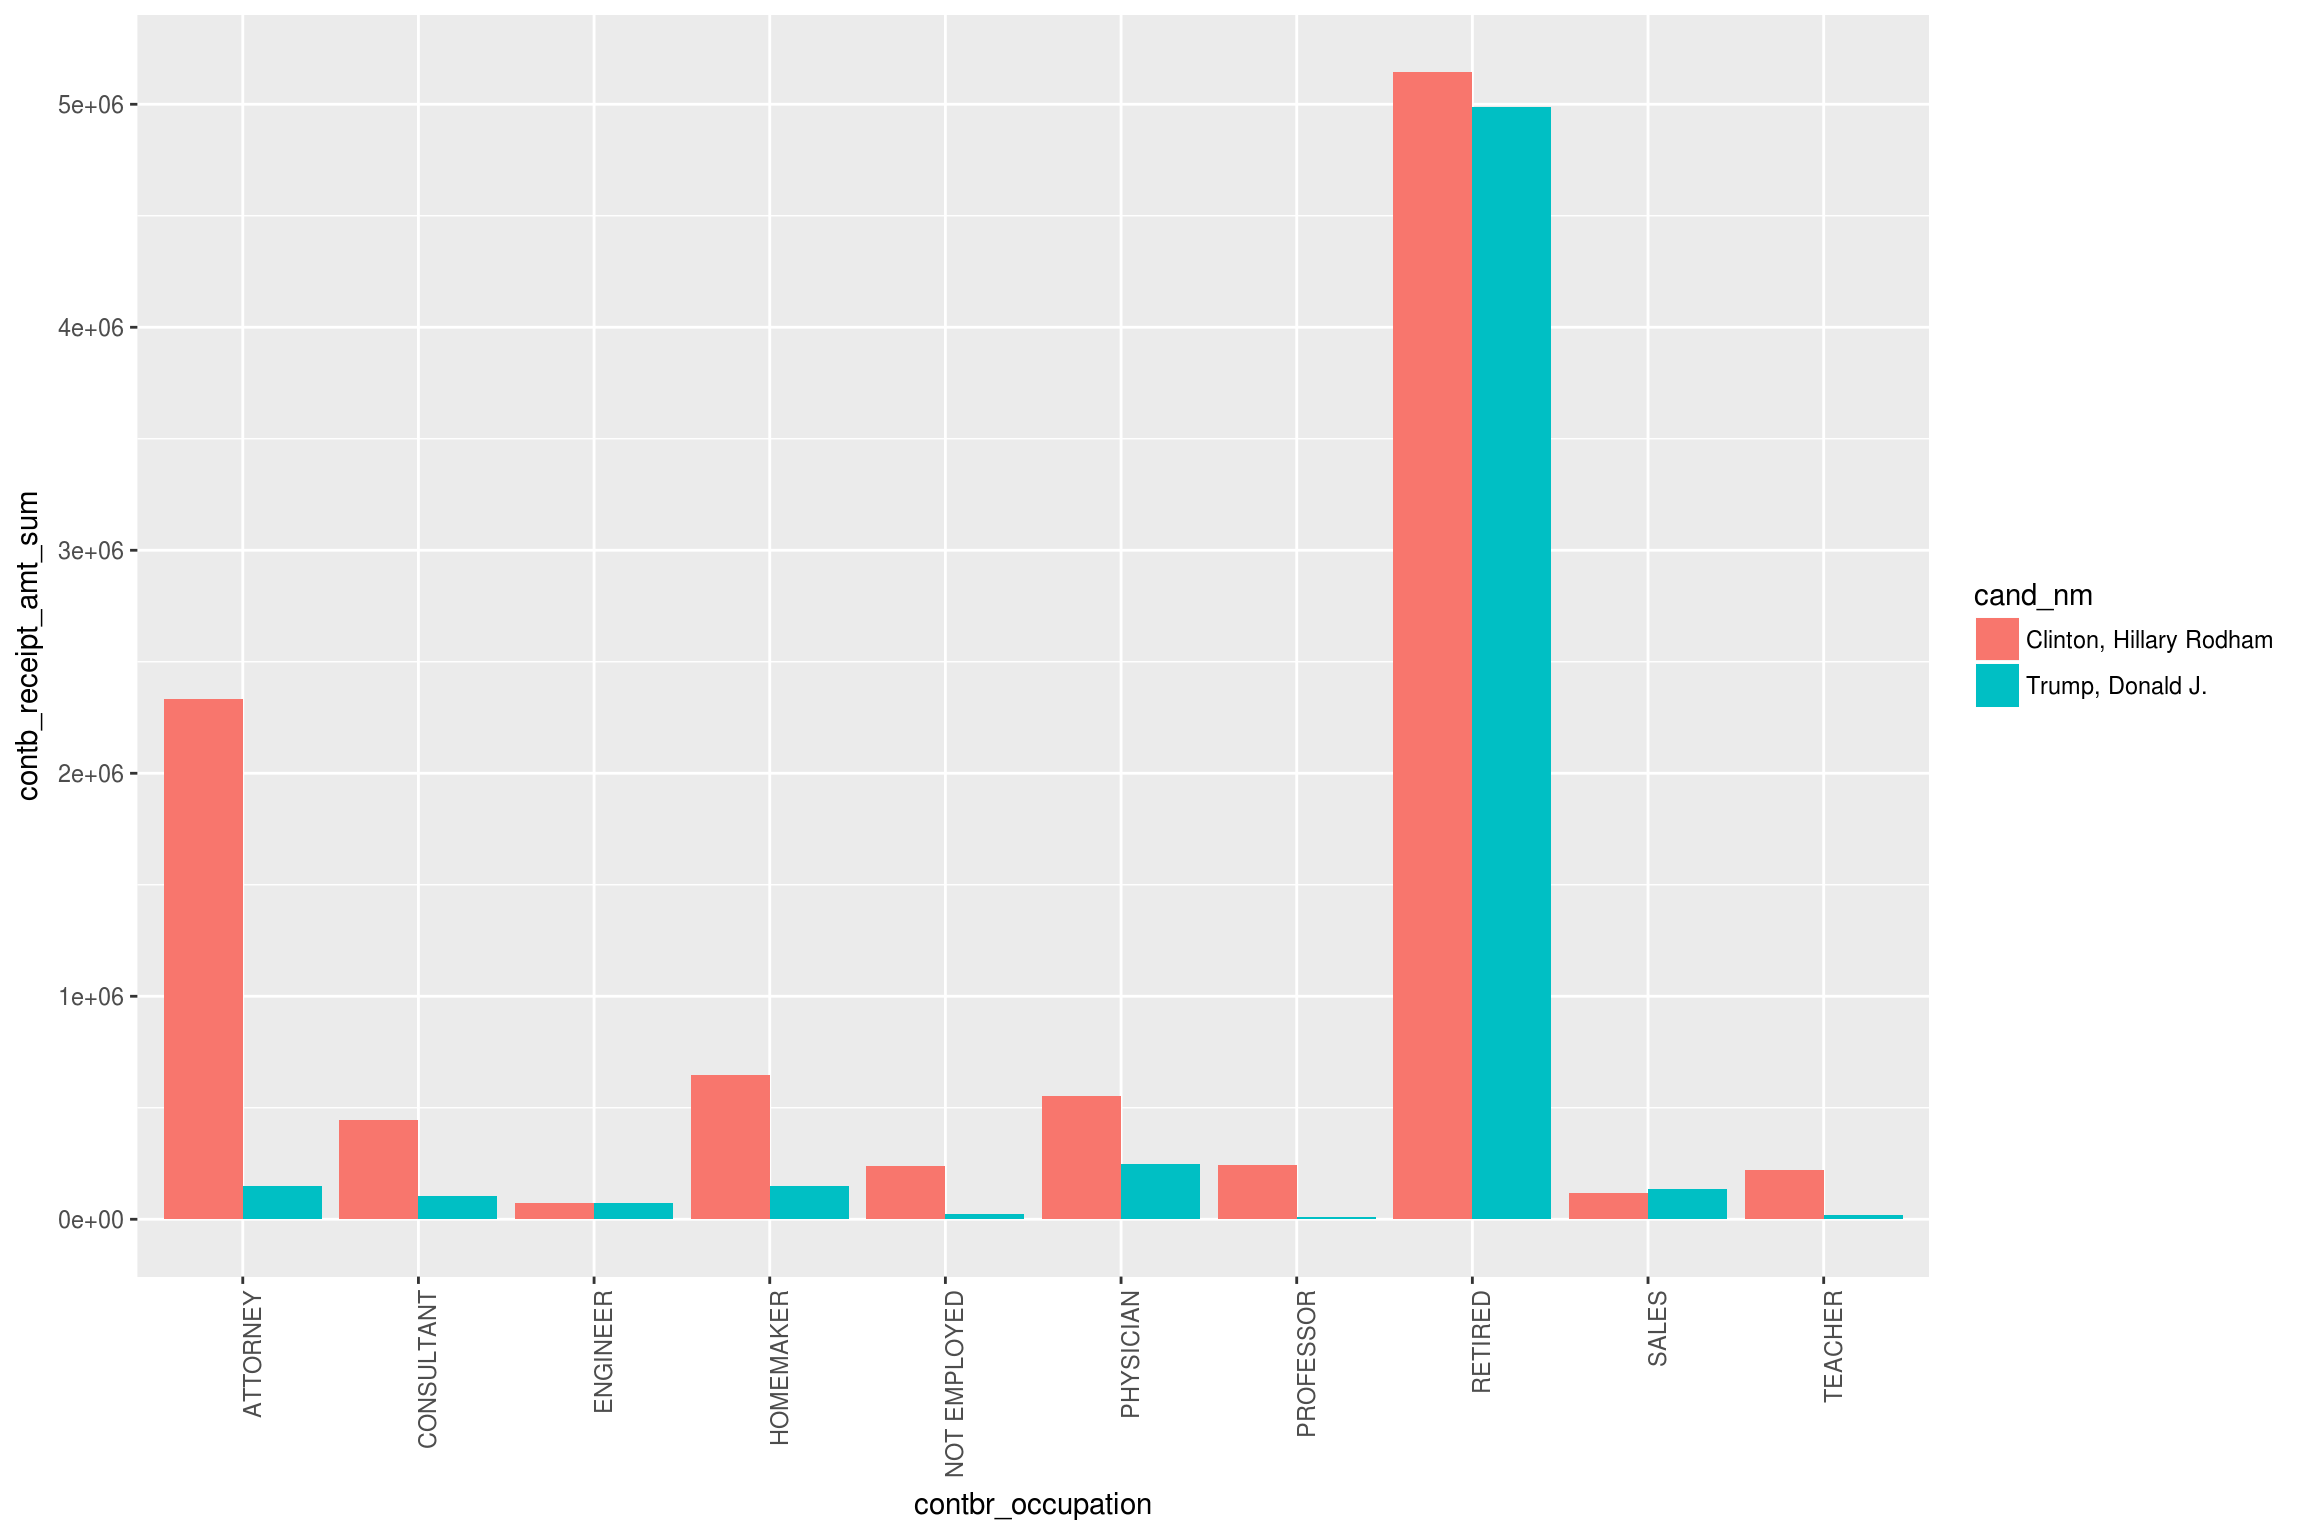 contb_receipt_amt_sum
5e+06
4e+06
3e+06
2e+06
1e+06
0e+00
ATTORNEY
CONSULTANT
ENGINEER
HOMEMAKER
NOT EMPLOYED
PHYSICIAN
PROFESSOR
RETIRED
SALES
TEACHER
contbr_occupation
cand_nm
Clinton, Hillary Rodham
Trump, Donald J.